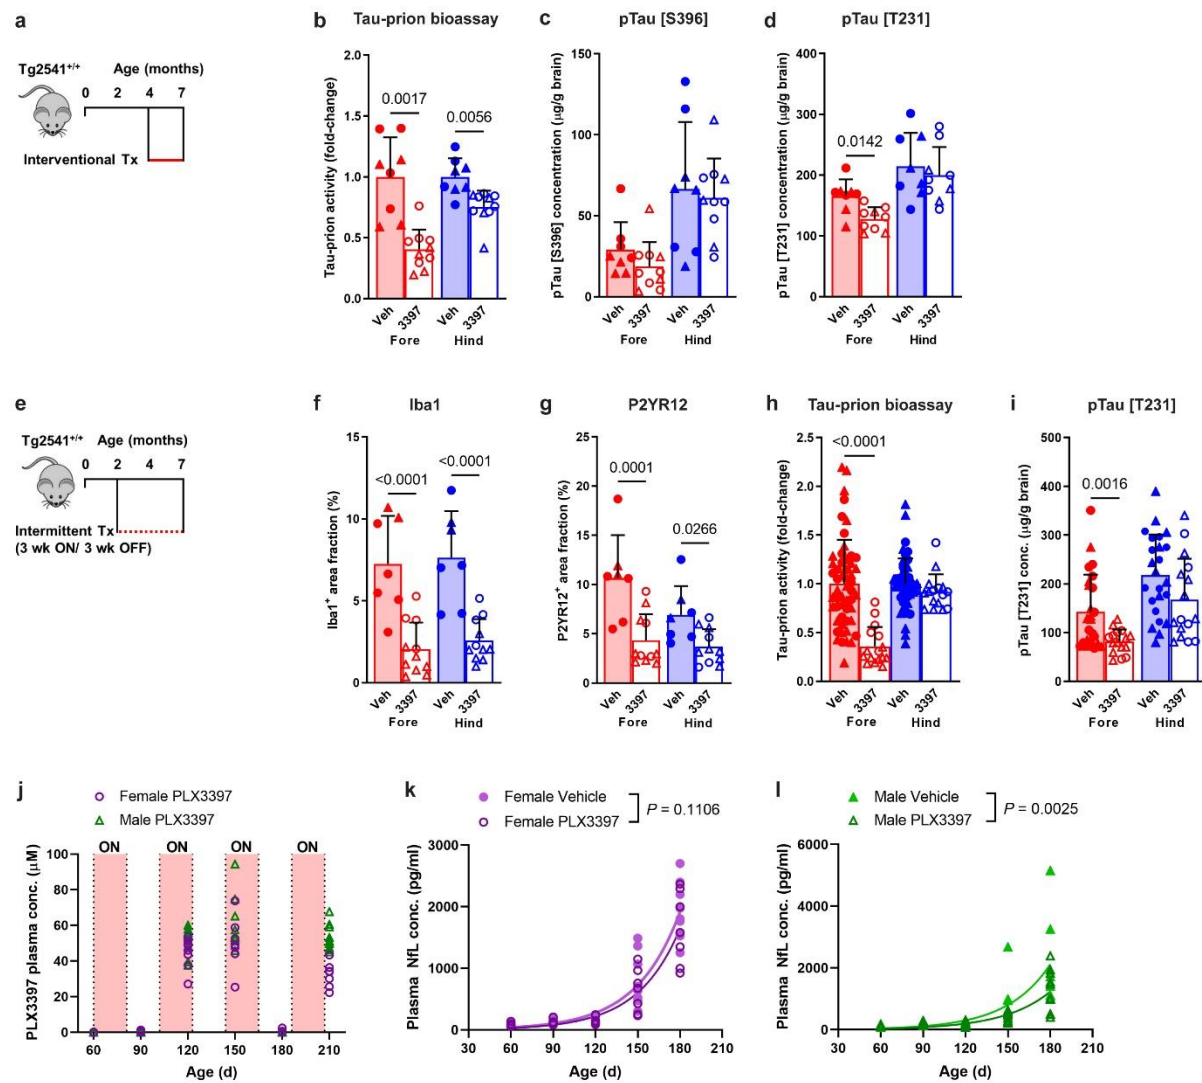 a
Tg2541+/+ Age (months)
0 2 4 7
Interventional Tx
b Tau-prion bioassay
Tau-prion activity (fold-change)
2.0
1.5
1.0
0.5
0.0
0.0017
0.0056
Veh 3397 Veh 3397
Fore Hind
c pTau [S396]
pTau [S396] concentration (µg/g brain)
150
100
50
0
Veh 3397 Veh 3397
Fore Hind
d pTau [T231]
pTau [T231] concentration (µg/g brain)
400
300
200
100
0
0.0142
Veh 3397 Veh 3397
Fore Hind
e
Tg2541+/+ Age (months)
0 2 7
Intermittent Tx
(3 wk ON/ 3 wk OFF)
f Iba1
Iba1+ area fraction (%)
15
10
5
0
<0.0001
<0.0001
Veh 3397 Veh 3397
Fore Hind
g P2YR12
P2YR12+ area fraction (%)
25
20
15
10
5
0
0.0001
0.0266
Veh 3397 Veh 3397
Fore Hind
h Tau-prion bioassay
Tau-prion activity (fold-change)
2.5
2.0
1.5
1.0
0.5
0.0
<0.0001
Veh 3397 Veh 3397
Fore Hind
i pTau [T231]
pTau [T231] conc. (µg/g brain)
500
400
300
200
100
0
0.0016
Veh 3397 Veh 3397
Fore Hind
j
Female PLX3397
Male PLX3397
ON ON ON ON
PLX3397 plasma conc. (µM)
100
80
60
40
20
0
60 90 120 150 180 210
Age (d)
k
Female Vehicle
Female PLX3397
P = 0.1106
Plasma NfL conc. (pg/ml)
3000
2000
1000
0
30 60 90 120 150 180 210
Age (d)
l
Male Vehicle
Male PLX3397
P = 0.0025
Plasma NfL conc. (pg/ml)
6000
4000
2000
0
30 60 90 120 150 180 210
Age (d)